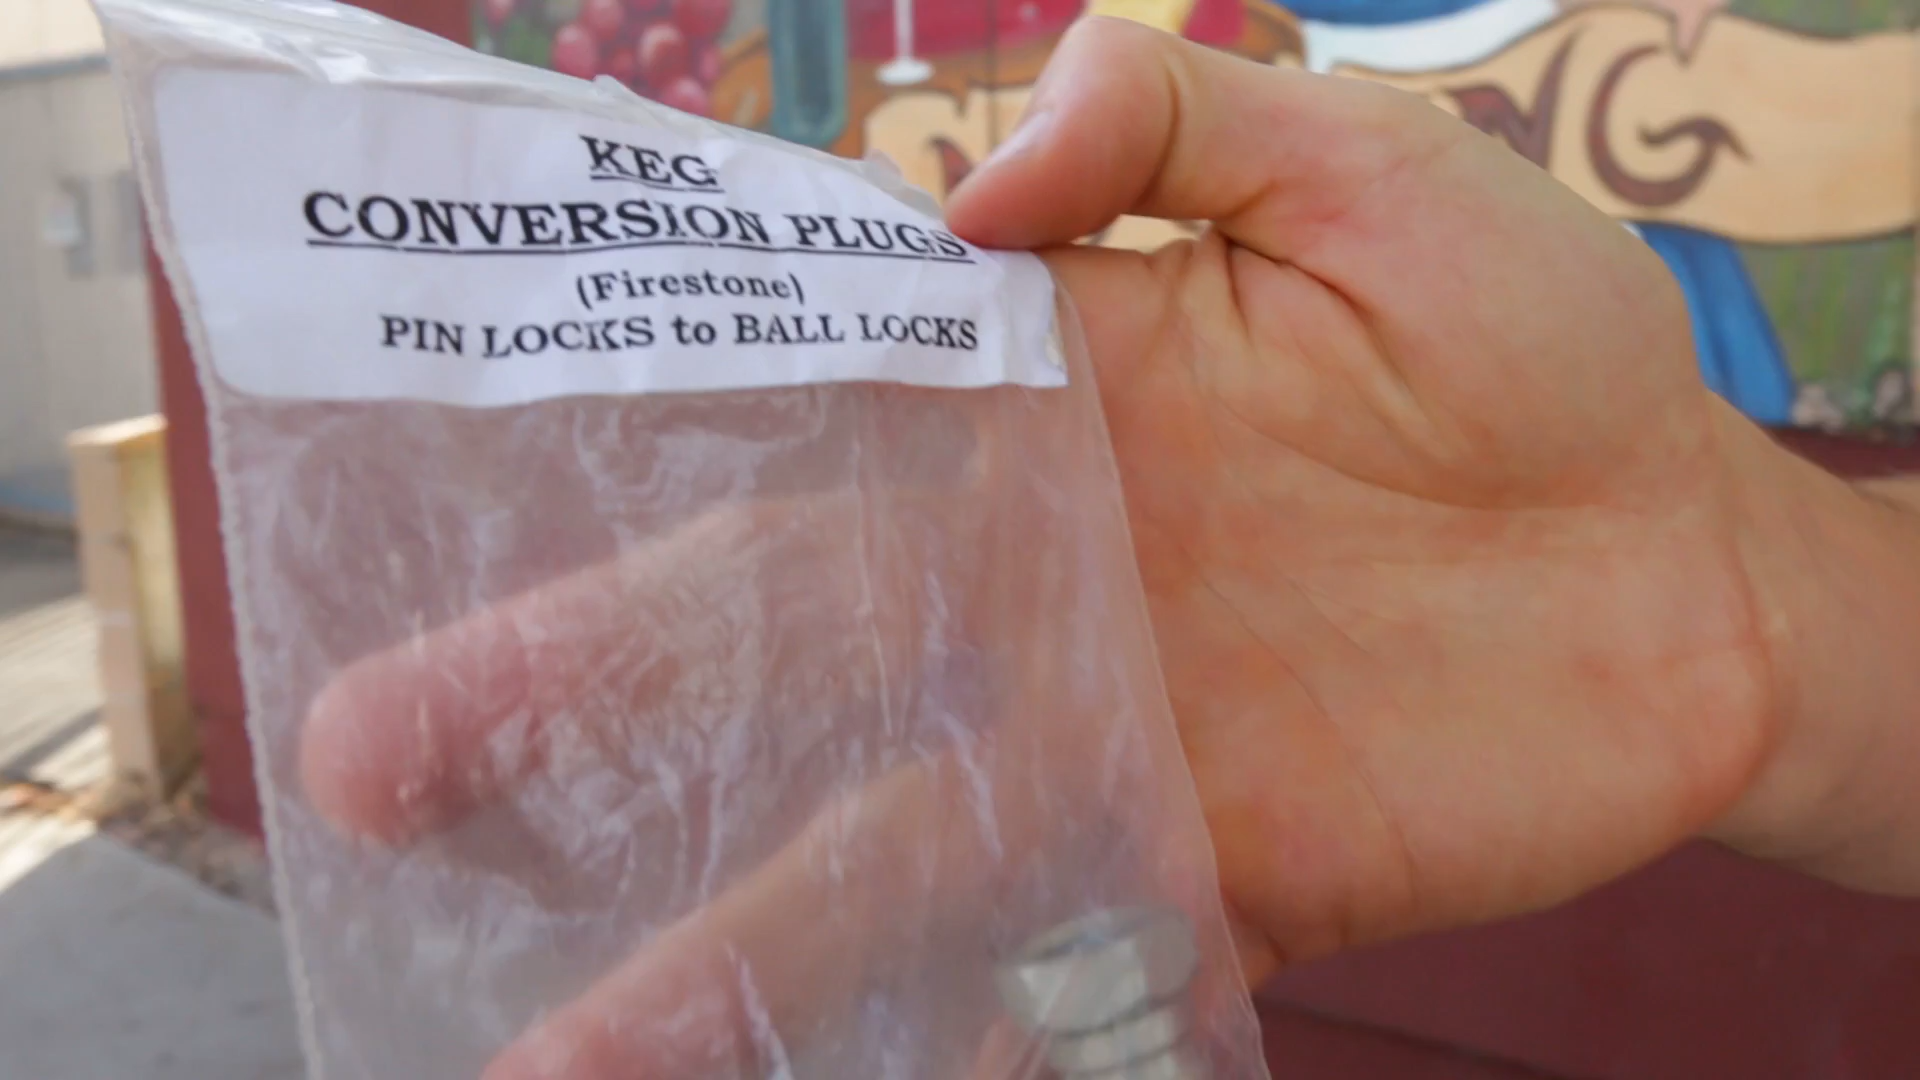 KEG
CONVERSION PLUGS
(Firestone)
PIN LOCKS to BALL LOCKS